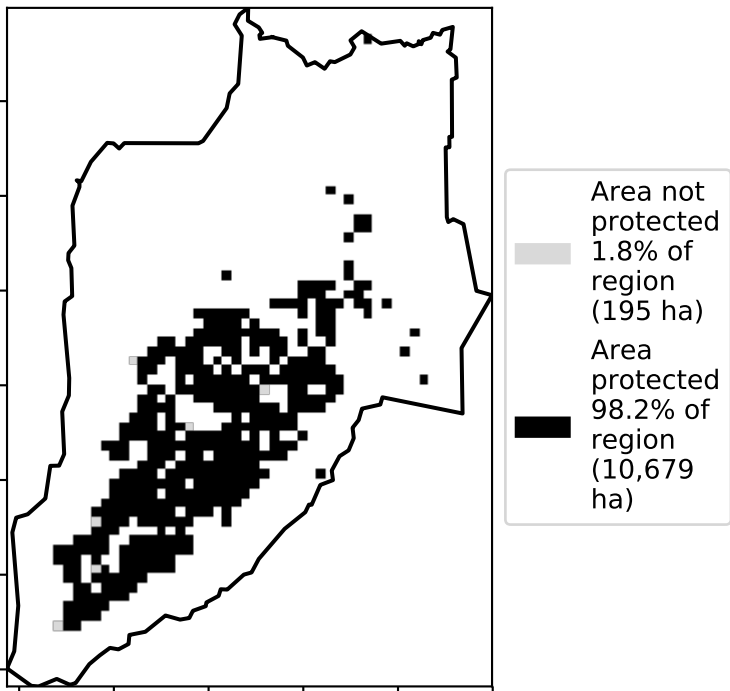 Area not
protected
1.8% of
region
(195 ha)
Area
protected
98.2% of
region
(10,679
ha)